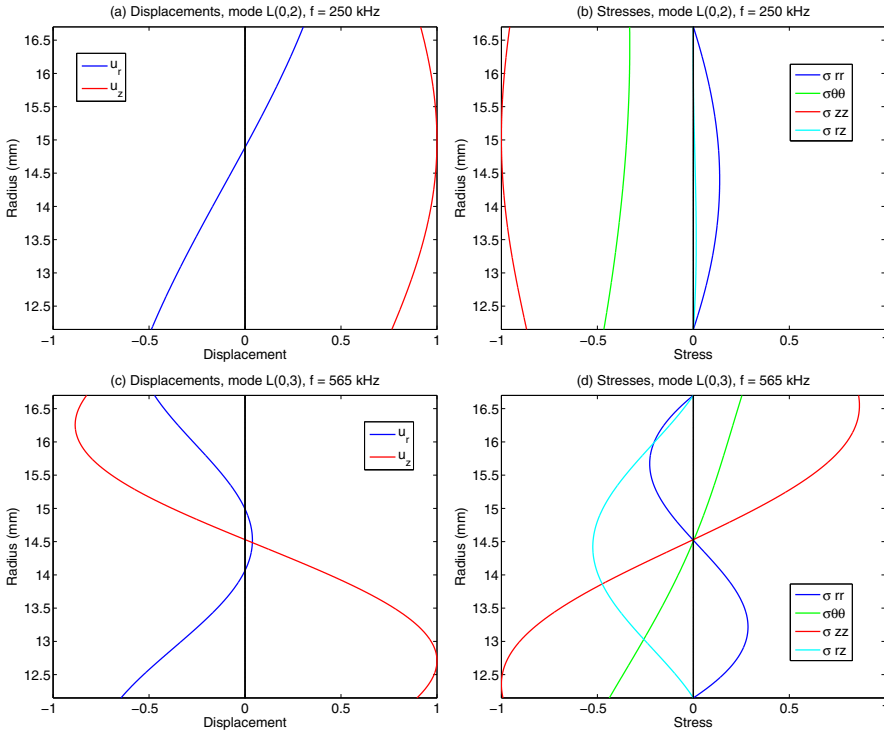 (a) Displacements, mode L(0,2), f = 250 kHz
16.5
16
15.5
15
14.5
14
13.5
13
12.5
Radius (mm)
−1
−0.5
0
0.5
1
Displacement
u_r
u_z
(b) Stresses, mode L(0,2), f = 250 kHz
16.5
16
15.5
15
14.5
14
13.5
13
12.5
Radius (mm)
−1
−0.5
0
0.5
1
Stress
σ rr
σθθ
σ zz
σ rz
(c) Displacements, mode L(0,3), f = 565 kHz
16.5
16
15.5
15
14.5
14
13.5
13
12.5
Radius (mm)
−1
−0.5
0
0.5
1
Displacement
u_r
u_z
(d) Stresses, mode L(0,3), f = 565 kHz
16.5
16
15.5
15
14.5
14
13.5
13
12.5
Radius (mm)
−1
−0.5
0
0.5
1
Stress
σ rr
σθθ
σ zz
σ rz